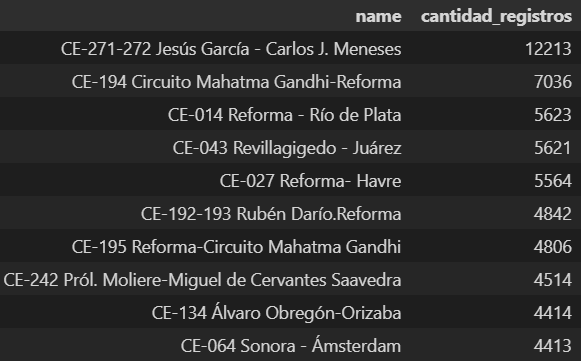 name cantidad_registros
CE-271-272 Jesús García - Carlos J. Meneses 12213
CE-194 Circuito Mahatma Gandhi-Reforma 7036
CE-014 Reforma - Río de Plata 5623
CE-043 Revillagigedo - Juárez 5621
CE-027 Reforma- Havre 5564
CE-192-193 Rubén Darío.Reforma 4842
CE-195 Reforma-Circuito Mahatma Gandhi 4806
CE-242 Pról. Moliere-Miguel de Cervantes Saavedra 4514
CE-134 Álvaro Obregón-Orizaba 4414
CE-064 Sonora - Ámsterdam 4413